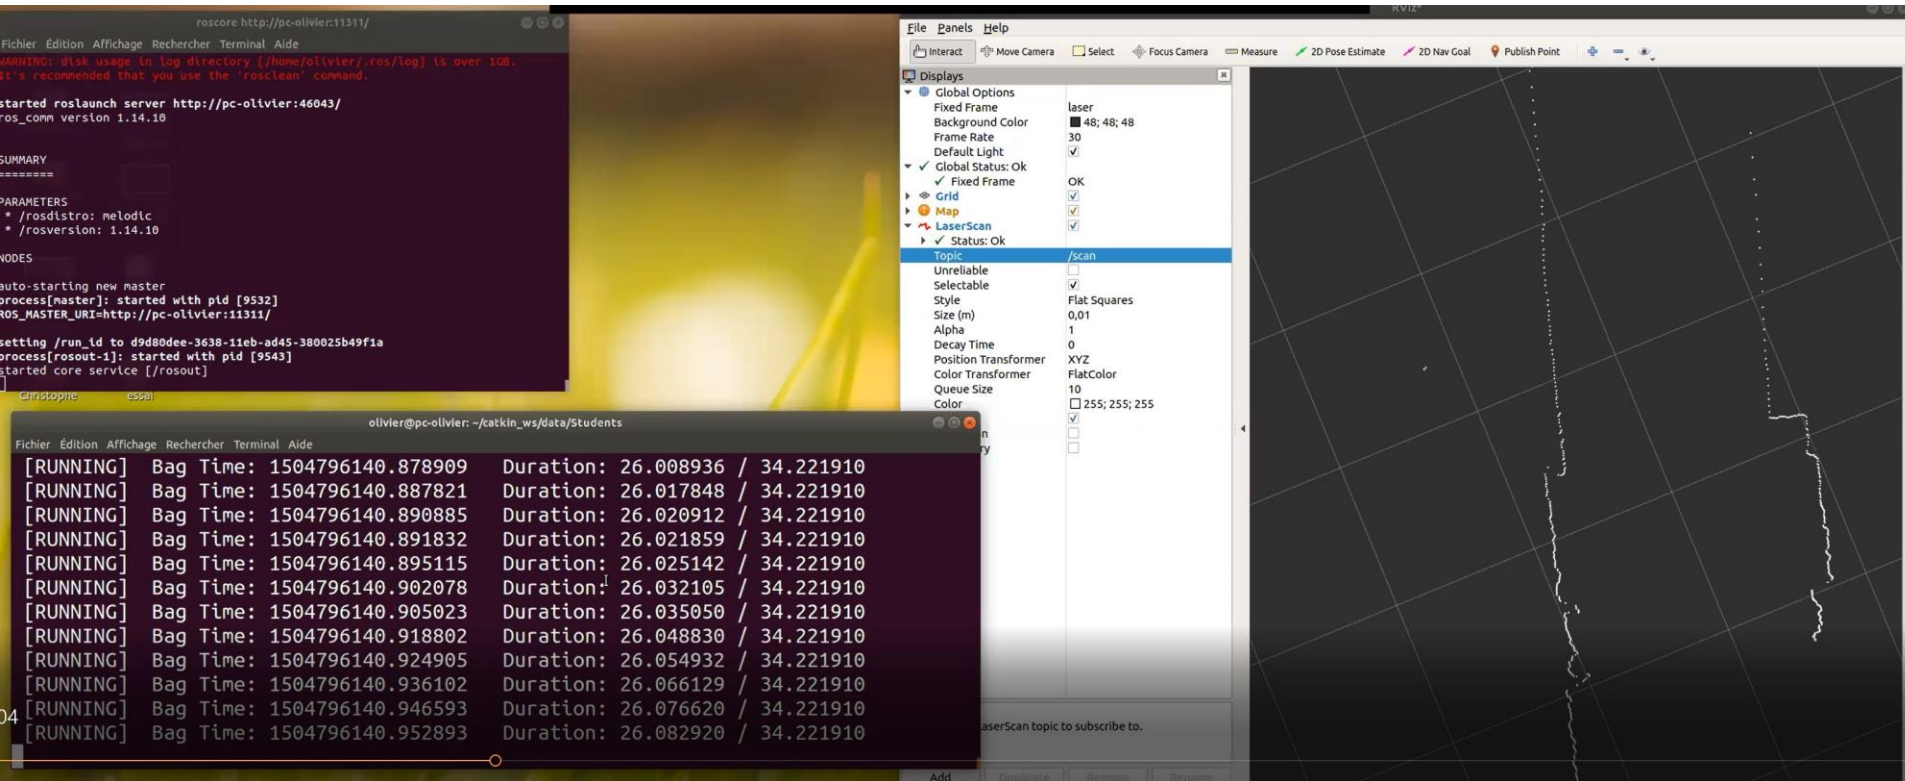 roscore http://pc-olivier:11311/
Fichier Édition Affichage Rechercher Terminal Aide
WARNING: disk usage in log directory [/home/olivier/.ros/log] is over 1GB.
It's recommended that you use the 'rosclean' command.
started roslaunch server http://pc-olivier:46043/
ros_comm version 1.14.10
SUMMARY
========
PARAMETERS
* /rosdistro: melodic
* /rosversion: 1.14.10
NODES
auto-starting new master
process[master]: started with pid [9532]
ROS_MASTER_URI=http://pc-olivier:11311/
setting /run_id to d9d80dee-3638-11eb-ad45-380025b49f1a
process[rosout-1]: started with pid [9543]
started core service [/rosout]
Christophe essai
olivier@pc-olivier: ~/catkin_ws/data/Students
Fichier Édition Affichage Rechercher Terminal Aide
[RUNNING] Bag Time: 1504796140.878909 Duration: 26.008936 / 34.221910
[RUNNING] Bag Time: 1504796140.887821 Duration: 26.017848 / 34.221910
[RUNNING] Bag Time: 1504796140.890885 Duration: 26.020912 / 34.221910
[RUNNING] Bag Time: 1504796140.891832 Duration: 26.021859 / 34.221910
[RUNNING] Bag Time: 1504796140.895115 Duration: 26.025142 / 34.221910
[RUNNING] Bag Time: 1504796140.902078 Duration: 26.032105 / 34.221910
[RUNNING] Bag Time: 1504796140.905023 Duration: 26.035050 / 34.221910
[RUNNING] Bag Time: 1504796140.918802 Duration: 26.048830 / 34.221910
[RUNNING] Bag Time: 1504796140.924905 Duration: 26.054932 / 34.221910
[RUNNING] Bag Time: 1504796140.936102 Duration: 26.066129 / 34.221910
[RUNNING] Bag Time: 1504796140.946593 Duration: 26.076620 / 34.221910
[RUNNING] Bag Time: 1504796140.952893 Duration: 26.082920 / 34.221910
04
RViz*
File Panels Help
Interact Move Camera Select Focus Camera Measure 2D Pose Estimate 2D Nav Goal Publish Point
Displays
Global Options
Fixed Frame laser
Background Color 48; 48; 48
Frame Rate 30
Default Light
Global Status: Ok
Fixed Frame OK
Grid
Map
LaserScan
Status: Ok
Topic /scan
Unreliable
Selectable
Style Flat Squares
Size (m) 0,01
Alpha 1
Decay Time 0
Position Transformer XYZ
Color Transformer FlatColor
Queue Size 10
Color 255; 255; 255
n
ry
LaserScan topic to subscribe to.
Add Duplicate Remove Rename